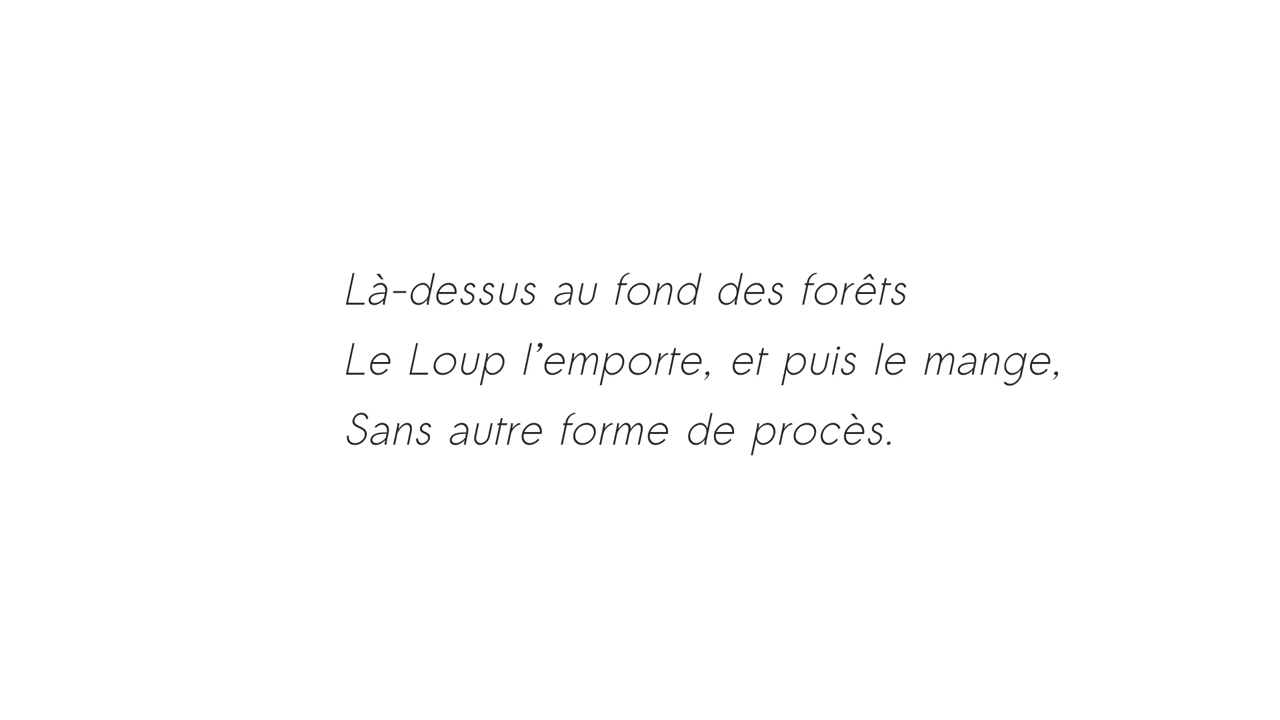 Là-dessus au fond des forêts
Le Loup l’emporte, et puis le mange,
Sans autre forme de procès.